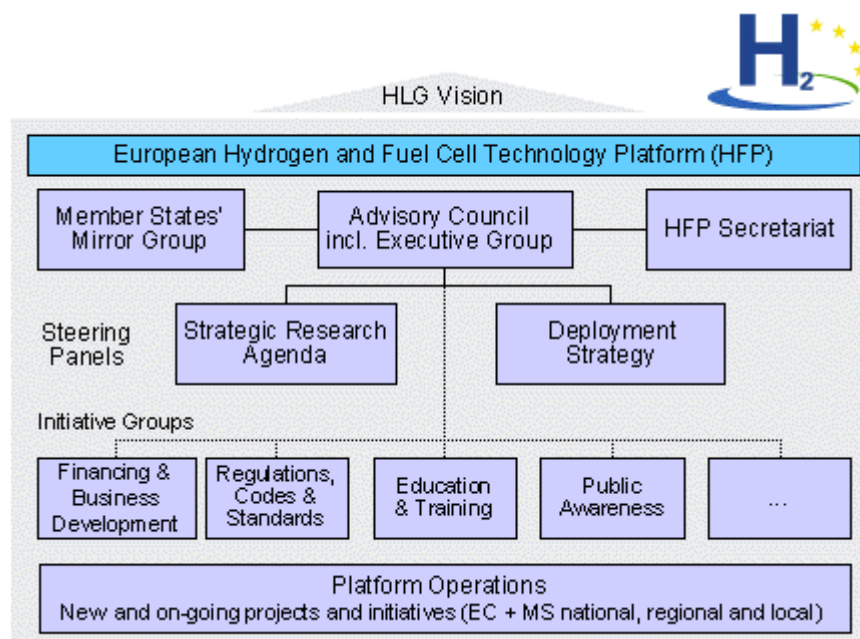 H2
HLG Vision
European Hydrogen and Fuel Cell Technology Platform (HFP)
Member States'
Mirror Group
Advisory Council
incl. Executive Group
HFP Secretariat
Steering
Panels
Strategic Research
Agenda
Deployment
Strategy
Initiative Groups
Financing &
Business
Development
Regulations,
Codes &
Standards
Education
& Training
Public
Awareness
...
Platform Operations
New and on-going projects and initiatives (EC + MS national, regional and local)